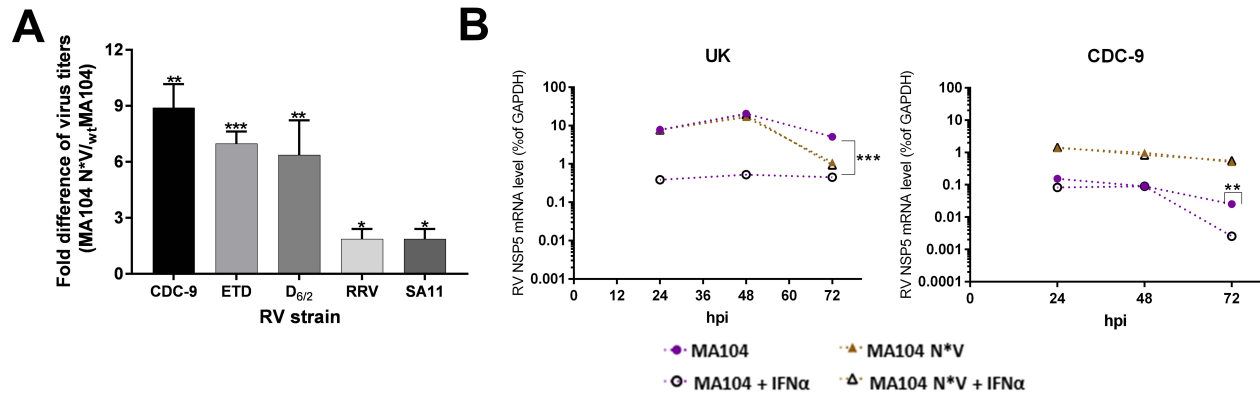 A
Fold difference of virus titers
(MA104 N*V/wtMA104)
12
9
6
3
0
**
***
**
*
*
CDC-9
ETD
D6/2
RRV
SA11
RV strain
B
UK
RV NSP5 mRNA level (%of GAPDH)
100
10
1
0.1
0.01
0.001
***
0
12
24
36
48
60
72
hpi
CDC-9
RV NSP5 mRNA level (%of GAPDH)
100
10
1
0.1
0.01
0.001
0.0001
**
0
24
48
72
hpi
MA104
MA104 N*V
MA104 + IFNα
MA104 N*V + IFNα